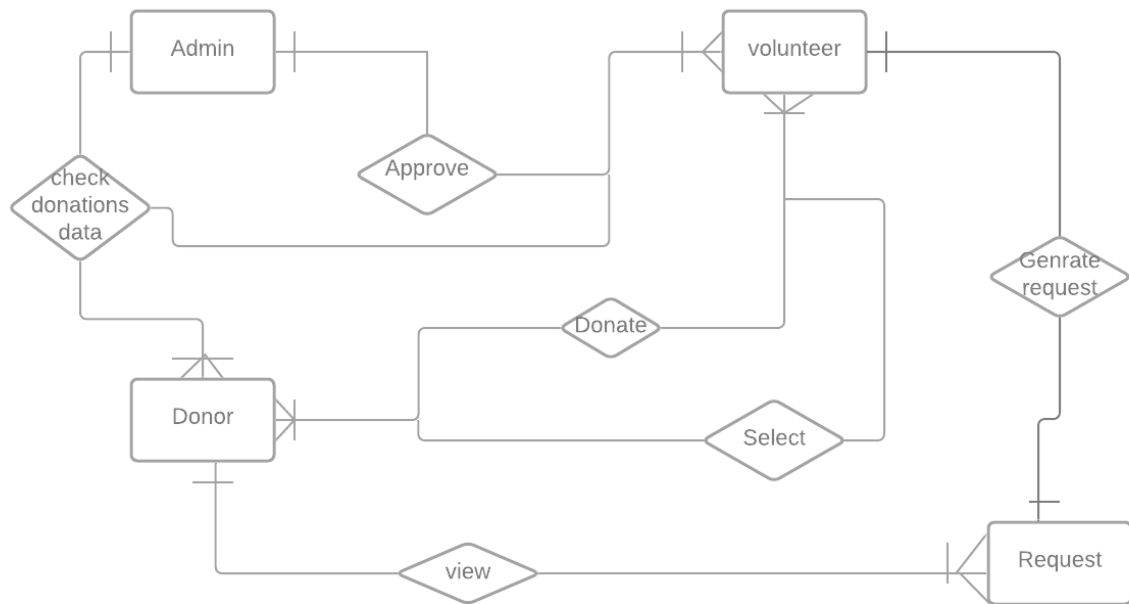 Admin
volunteer
Approve
check
donations
data
Genrate
request
Donate
Donor
Select
Request
view